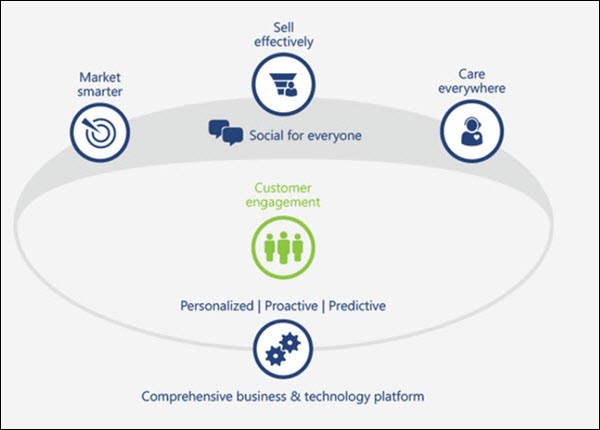 Sell
effectively
Market
smarter
Care
everywhere
Social for everyone
Customer
engagement
Personalized | Proactive | Predictive
Comprehensive business & technology platform